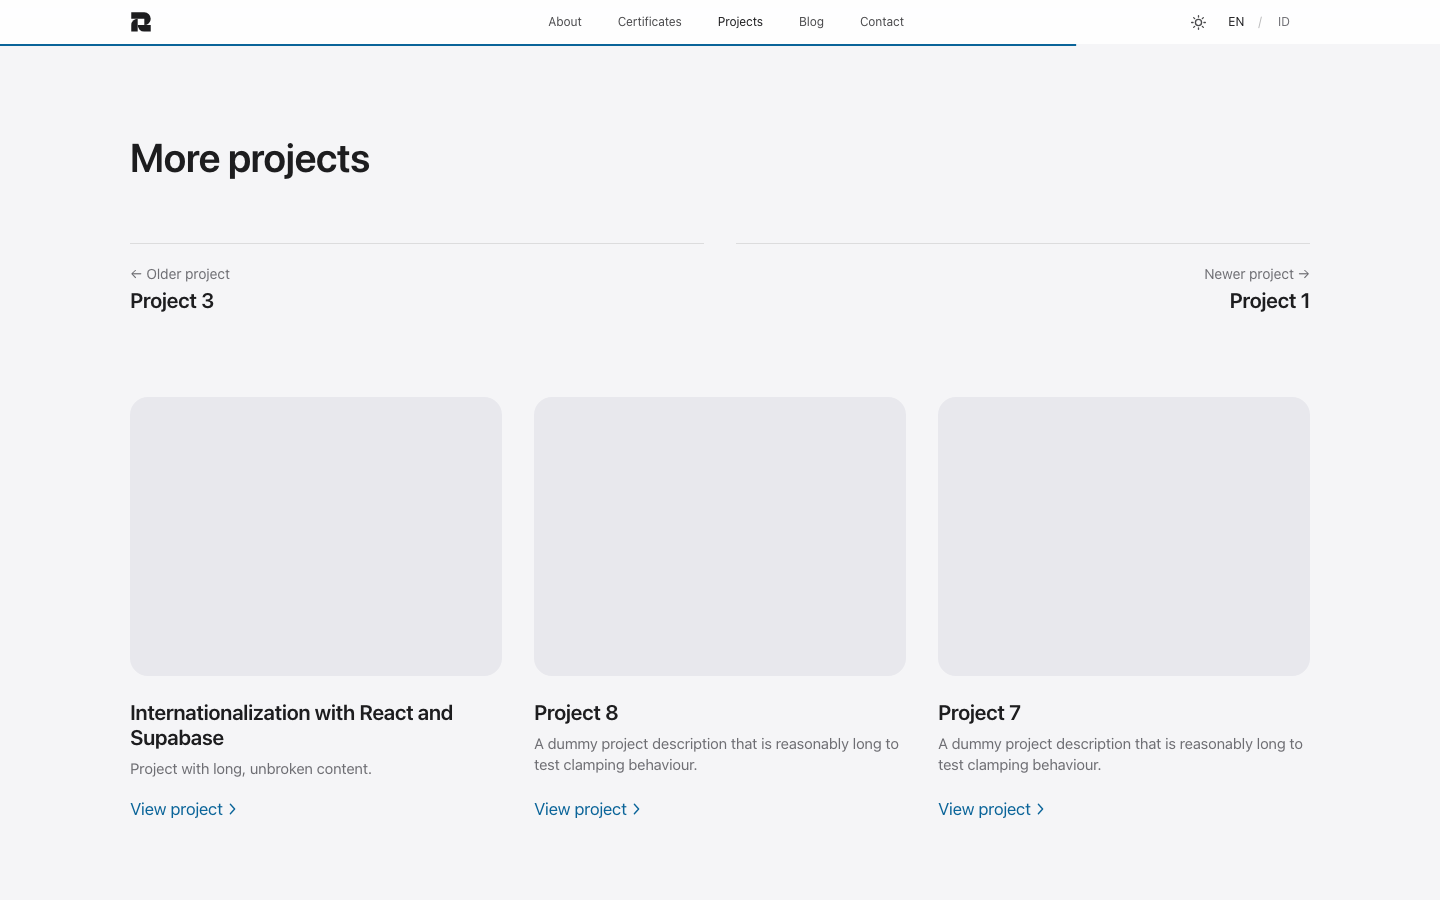 About
Certificates
Projects
Blog
Contact
EN / ID
More projects
← Older project
Project 3
Newer project →
Project 1
Internationalization with React and
Supabase
Project with long, unbroken content.
View project >
Project 8
A dummy project description that is reasonably long to
test clamping behaviour.
View project >
Project 7
A dummy project description that is reasonably long to
test clamping behaviour.
View project >